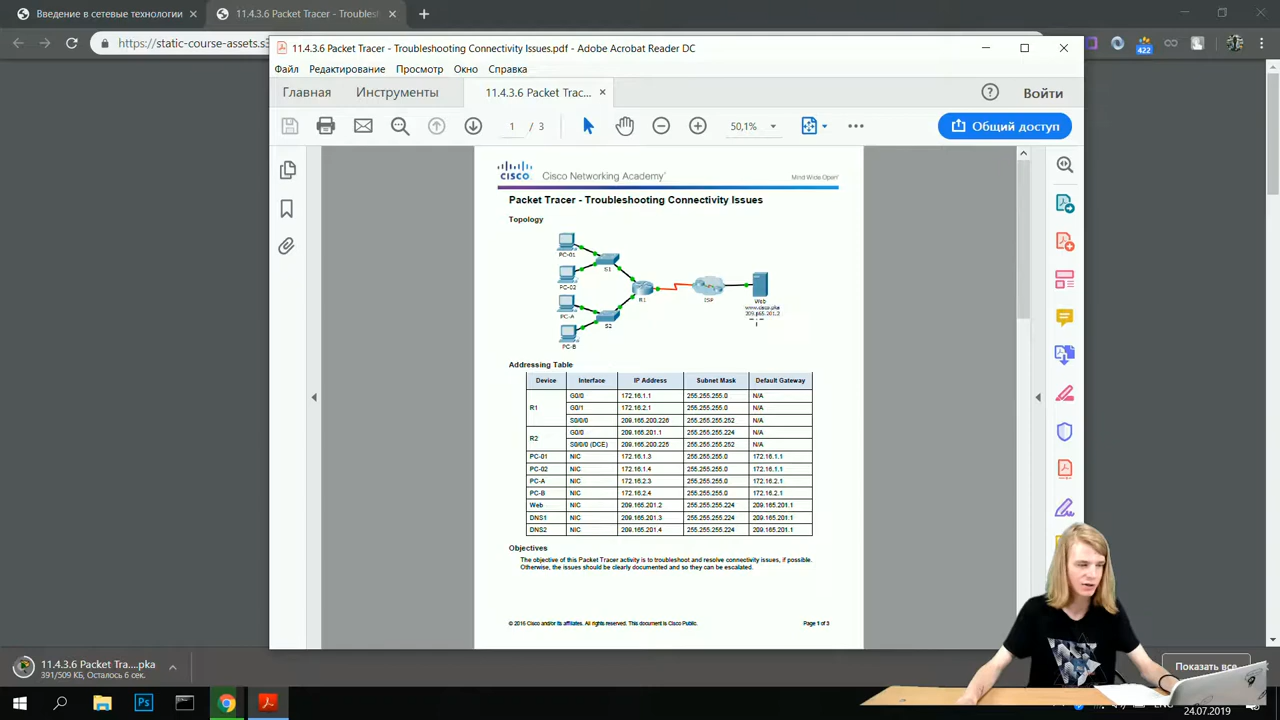 Введение в сетевые технологии
11.4.3.6 Packet Tracer - Troublesh
https://static-course-assets.s
422
11.4.3.6 Packet Tracer - Troubleshooting Connectivity Issues.pdf - Adobe Acrobat Reader DC
Файл Редактирование Просмотр Окно Справка
Главная Инструменты 11.4.3.6 Packet Trac... Войти
1 / 3 50,1% Общий доступ
CISCO Cisco Networking Academy® Mind Wide Open®
Packet Tracer - Troubleshooting Connectivity Issues
Topology
PC-01
S1
PC-02
R1
ISP
Web
www.cisco.pka
209.165.201.2
PC-A
S2
PC-B
Addressing Table
Device Interface IP Address Subnet Mask Default Gateway
R1 G0/0 172.16.1.1 255.255.255.0 N/A
G0/1 172.16.2.1 255.255.255.0 N/A
S0/0/0 209.165.200.226 255.255.255.252 N/A
R2 G0/0 209.165.201.1 255.255.255.224 N/A
S0/0/0 (DCE) 209.165.200.225 255.255.255.252 N/A
PC-01 NIC 172.16.1.3 255.255.255.0 172.16.1.1
PC-02 NIC 172.16.1.4 255.255.255.0 172.16.1.1
PC-A NIC 172.16.2.3 255.255.255.0 172.16.2.1
PC-B NIC 172.16.2.4 255.255.255.0 172.16.2.1
Web NIC 209.165.201.2 255.255.255.224 209.165.201.1
DNS1 NIC 209.165.201.3 255.255.255.224 209.165.201.1
DNS2 NIC 209.165.201.4 255.255.255.224 209.165.201.1
Objectives
The objective of this Packet Tracer activity is to troubleshoot and resolve connectivity issues, if possible.
Otherwise, the issues should be clearly documented and so they can be escalated.
© 2016 Cisco and/or its affiliates. All rights reserved. This document is Cisco Public. Page 1 of 3
11.4.3.6 Packet Tra....pka
391/509 КБ, Осталось 6 сек.
Показать все
Ps
24.07.2019